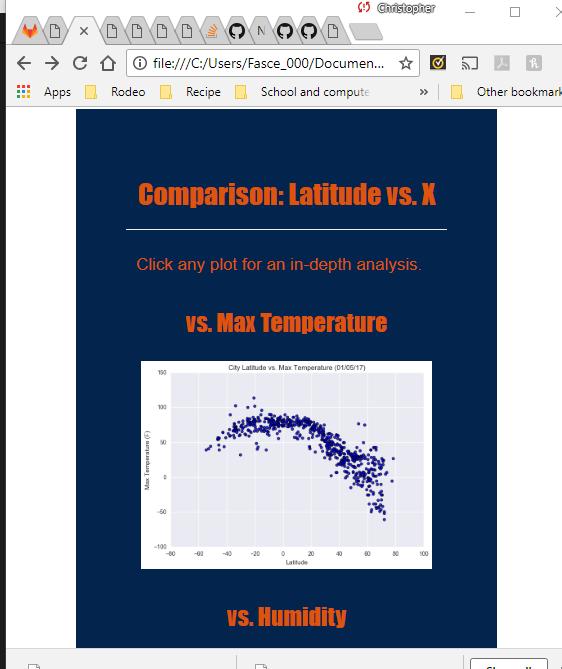 Christopher
file:///C:/Users/Fasce_000/Documen...
Apps Rodeo Recipe School and compute » Other bookmark
Comparison: Latitude vs. X
Click any plot for an in-depth analysis.
vs. Max Temperature
City Latitude vs. Max Temperature (01/05/17)
150
100
50
0
−50
−100
Max Temperature (F)
−80 −60 −40 −20 0 20 40 60 80 100
Latitude
vs. Humidity